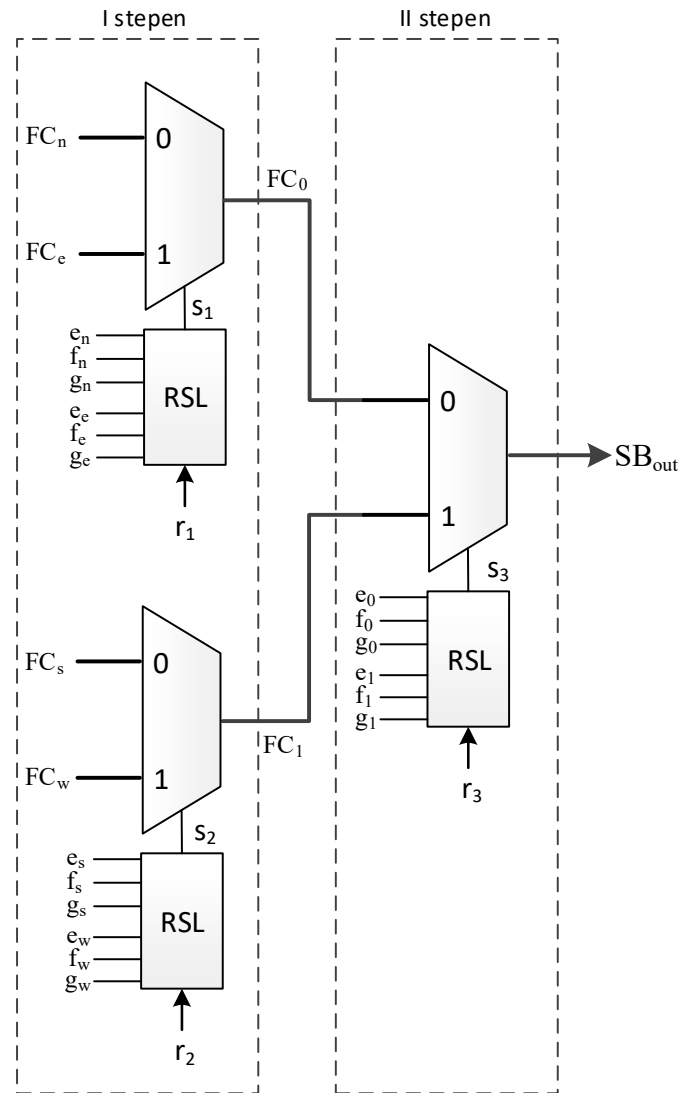 I stepen
II stepen
FCₙ
0
FCₑ
1
FC₀
s₁
eₙ
fₙ
gₙ
eₑ
fₑ
gₑ
RSL
r₁
0
1
SBout
s₃
e₀
f₀
g₀
e₁
f₁
g₁
RSL
r₃
FCₛ
0
FCw
1
FC₁
s₂
eₛ
fₛ
gₛ
ew
fw
gw
RSL
r₂